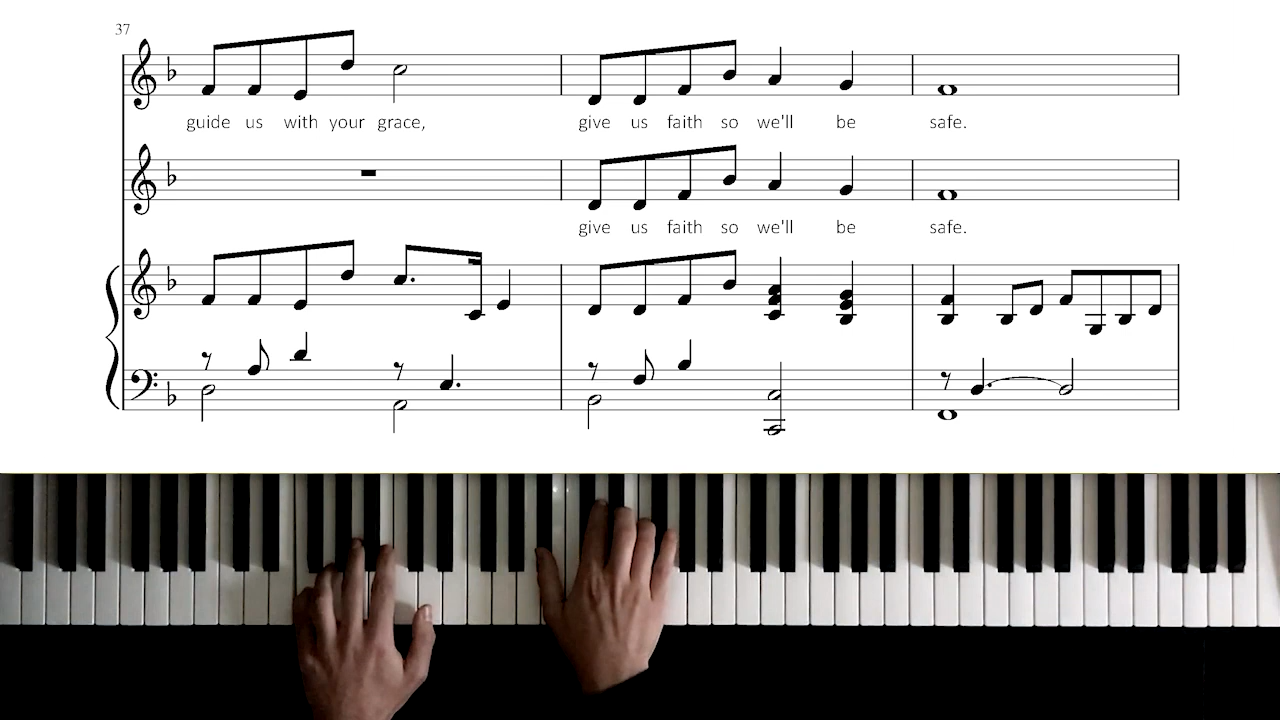 37
guide us with your grace, give us faith so we'll be safe.
give us faith so we'll be safe.